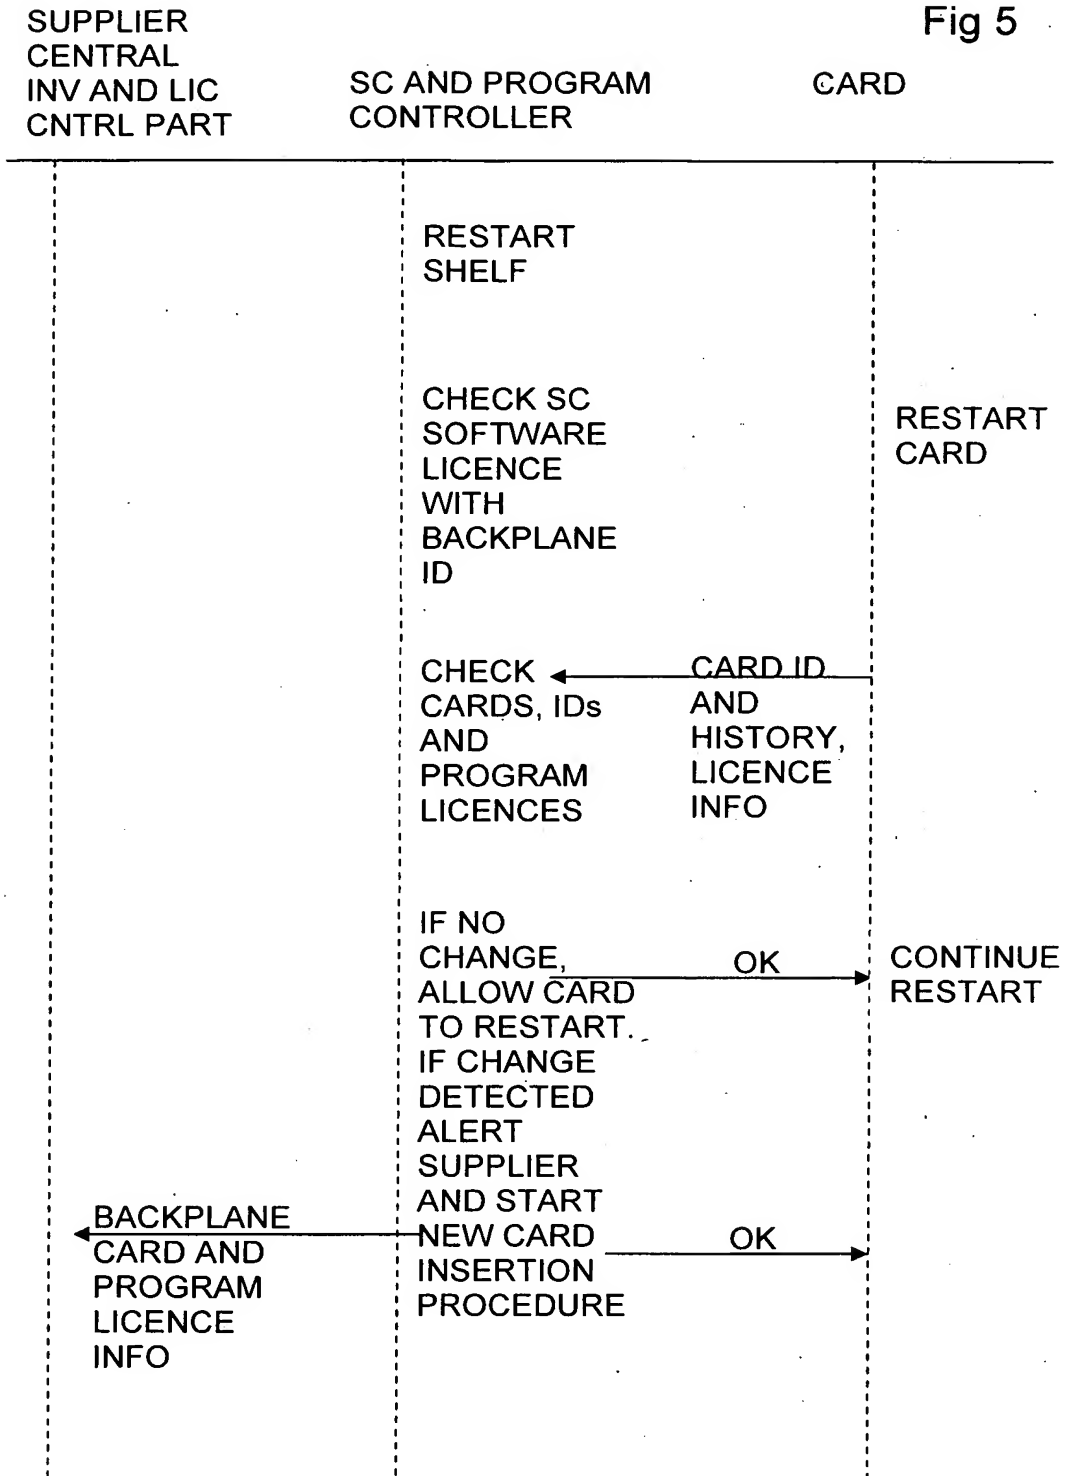 Fig 5
SUPPLIER
CENTRAL
INV AND LIC
CNTRL PART
SC AND PROGRAM
CONTROLLER
CARD
RESTART
SHELF
CHECK SC
SOFTWARE
LICENCE
WITH
BACKPLANE
ID
RESTART
CARD
CHECK
CARDS, IDs
AND
PROGRAM
LICENCES
CARD ID
AND
HISTORY,
LICENCE
INFO
IF NO
CHANGE,
ALLOW CARD
TO RESTART.
IF CHANGE
DETECTED
ALERT
SUPPLIER
AND START
NEW CARD
INSERTION
PROCEDURE
OK
CONTINUE
RESTART
BACKPLANE
CARD AND
PROGRAM
LICENCE
INFO
OK